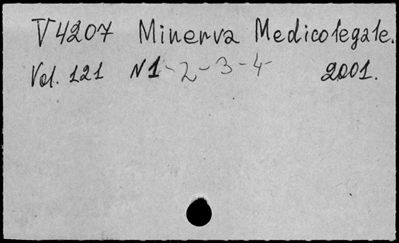 V4207 Minerva Medicolegale.
Vol. 121 N1-2-3-4 2001.